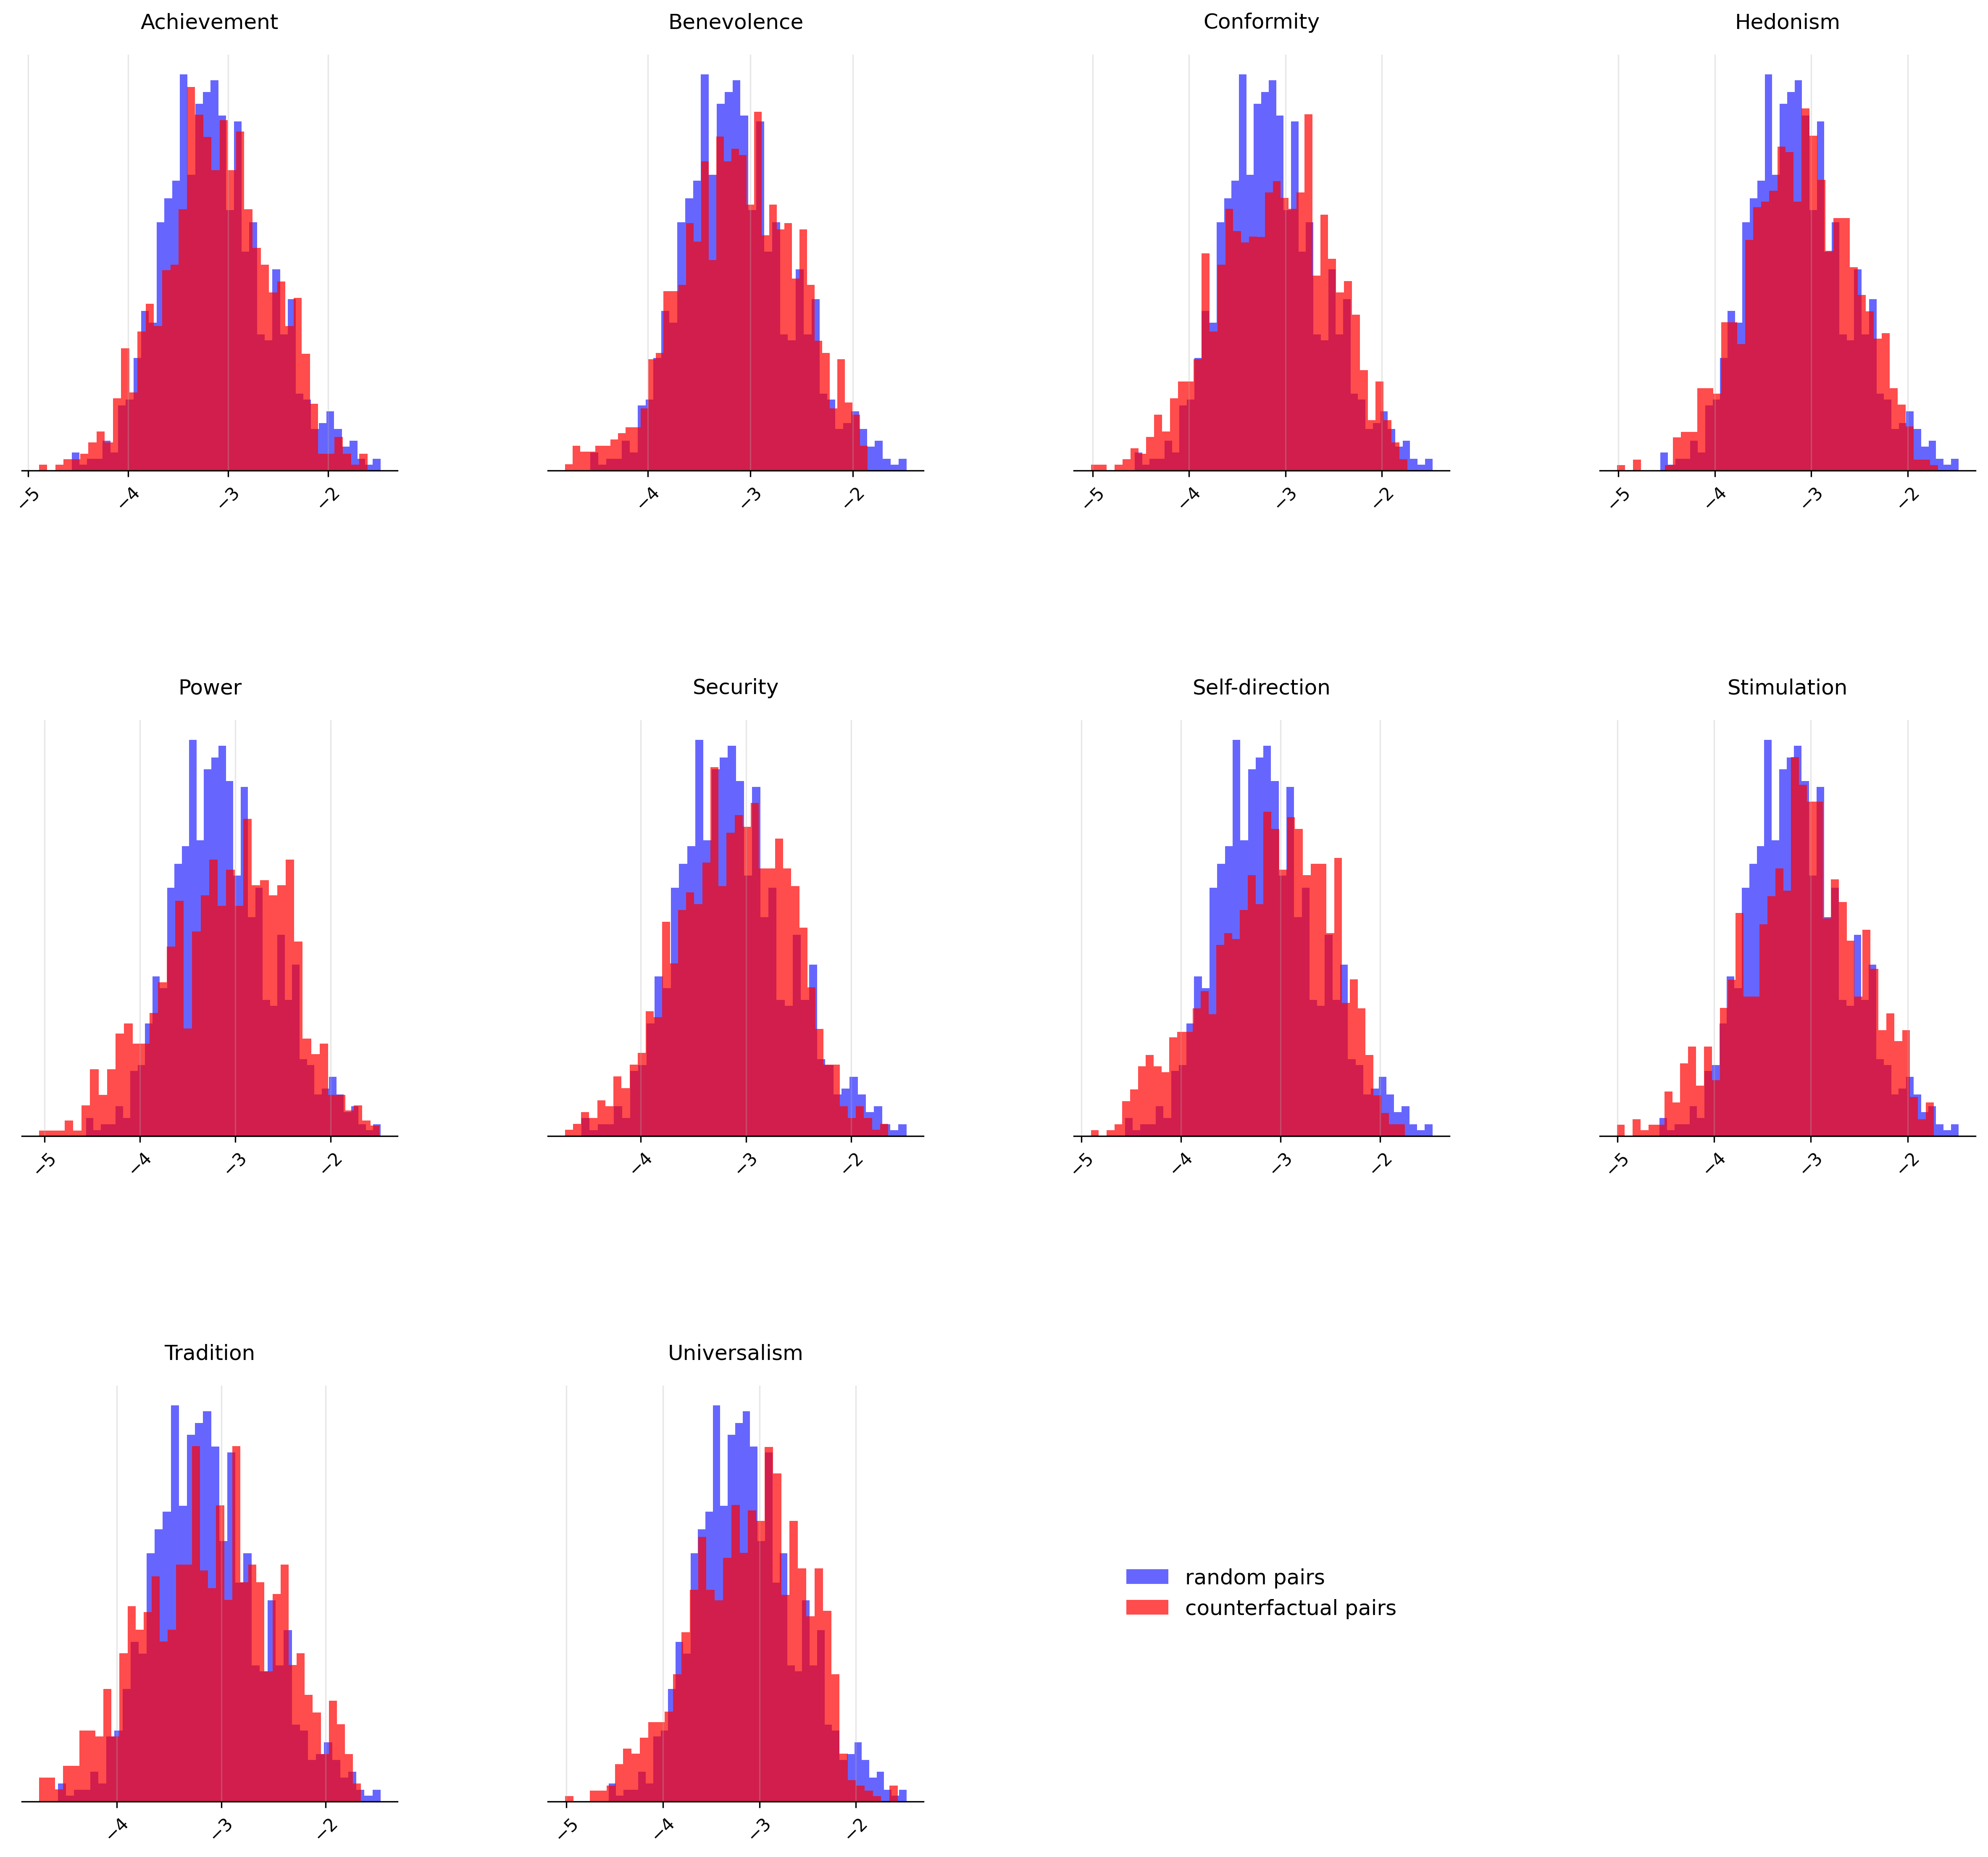 Achievement
Benevolence
Conformity
Hedonism
−5 −4 −3 −2
−4 −3 −2
−5 −4 −3 −2
−5 −4 −3 −2
Power
Security
Self-direction
Stimulation
−5 −4 −3 −2
−4 −3 −2
−5 −4 −3 −2
−5 −4 −3 −2
Tradition
Universalism
random pairs
counterfactual pairs
−4 −3 −2
−5 −4 −3 −2